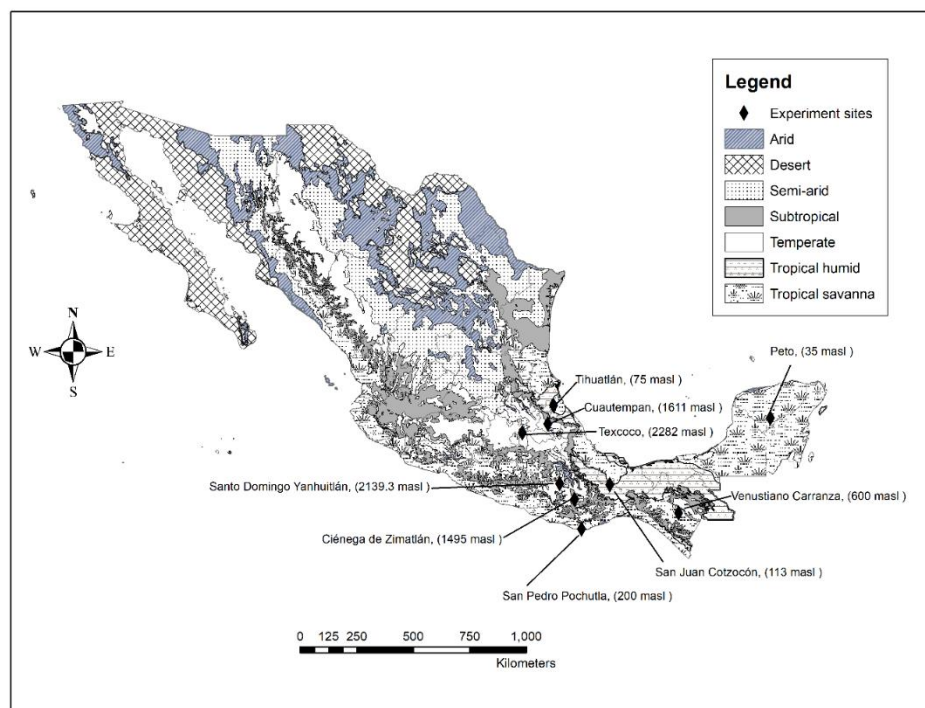 Legend
Experiment sites
Arid
Desert
Semi-arid
Subtropical
Temperate
Tropical humid
Tropical savanna
N
W E
S
Peto, (35 masl )
Tihuatlán, (75 masl )
Cuautempan, (1611 masl )
Texcoco, (2282 masl )
Santo Domingo Yanhuitlán, (2139.3 masl )
Venustiano Carranza, (600 masl )
Ciénega de Zimatlán, (1495 masl )
San Juan Cotzocón, (113 masl )
San Pedro Pochutla, (200 masl )
0 125 250 500 750 1,000
Kilometers